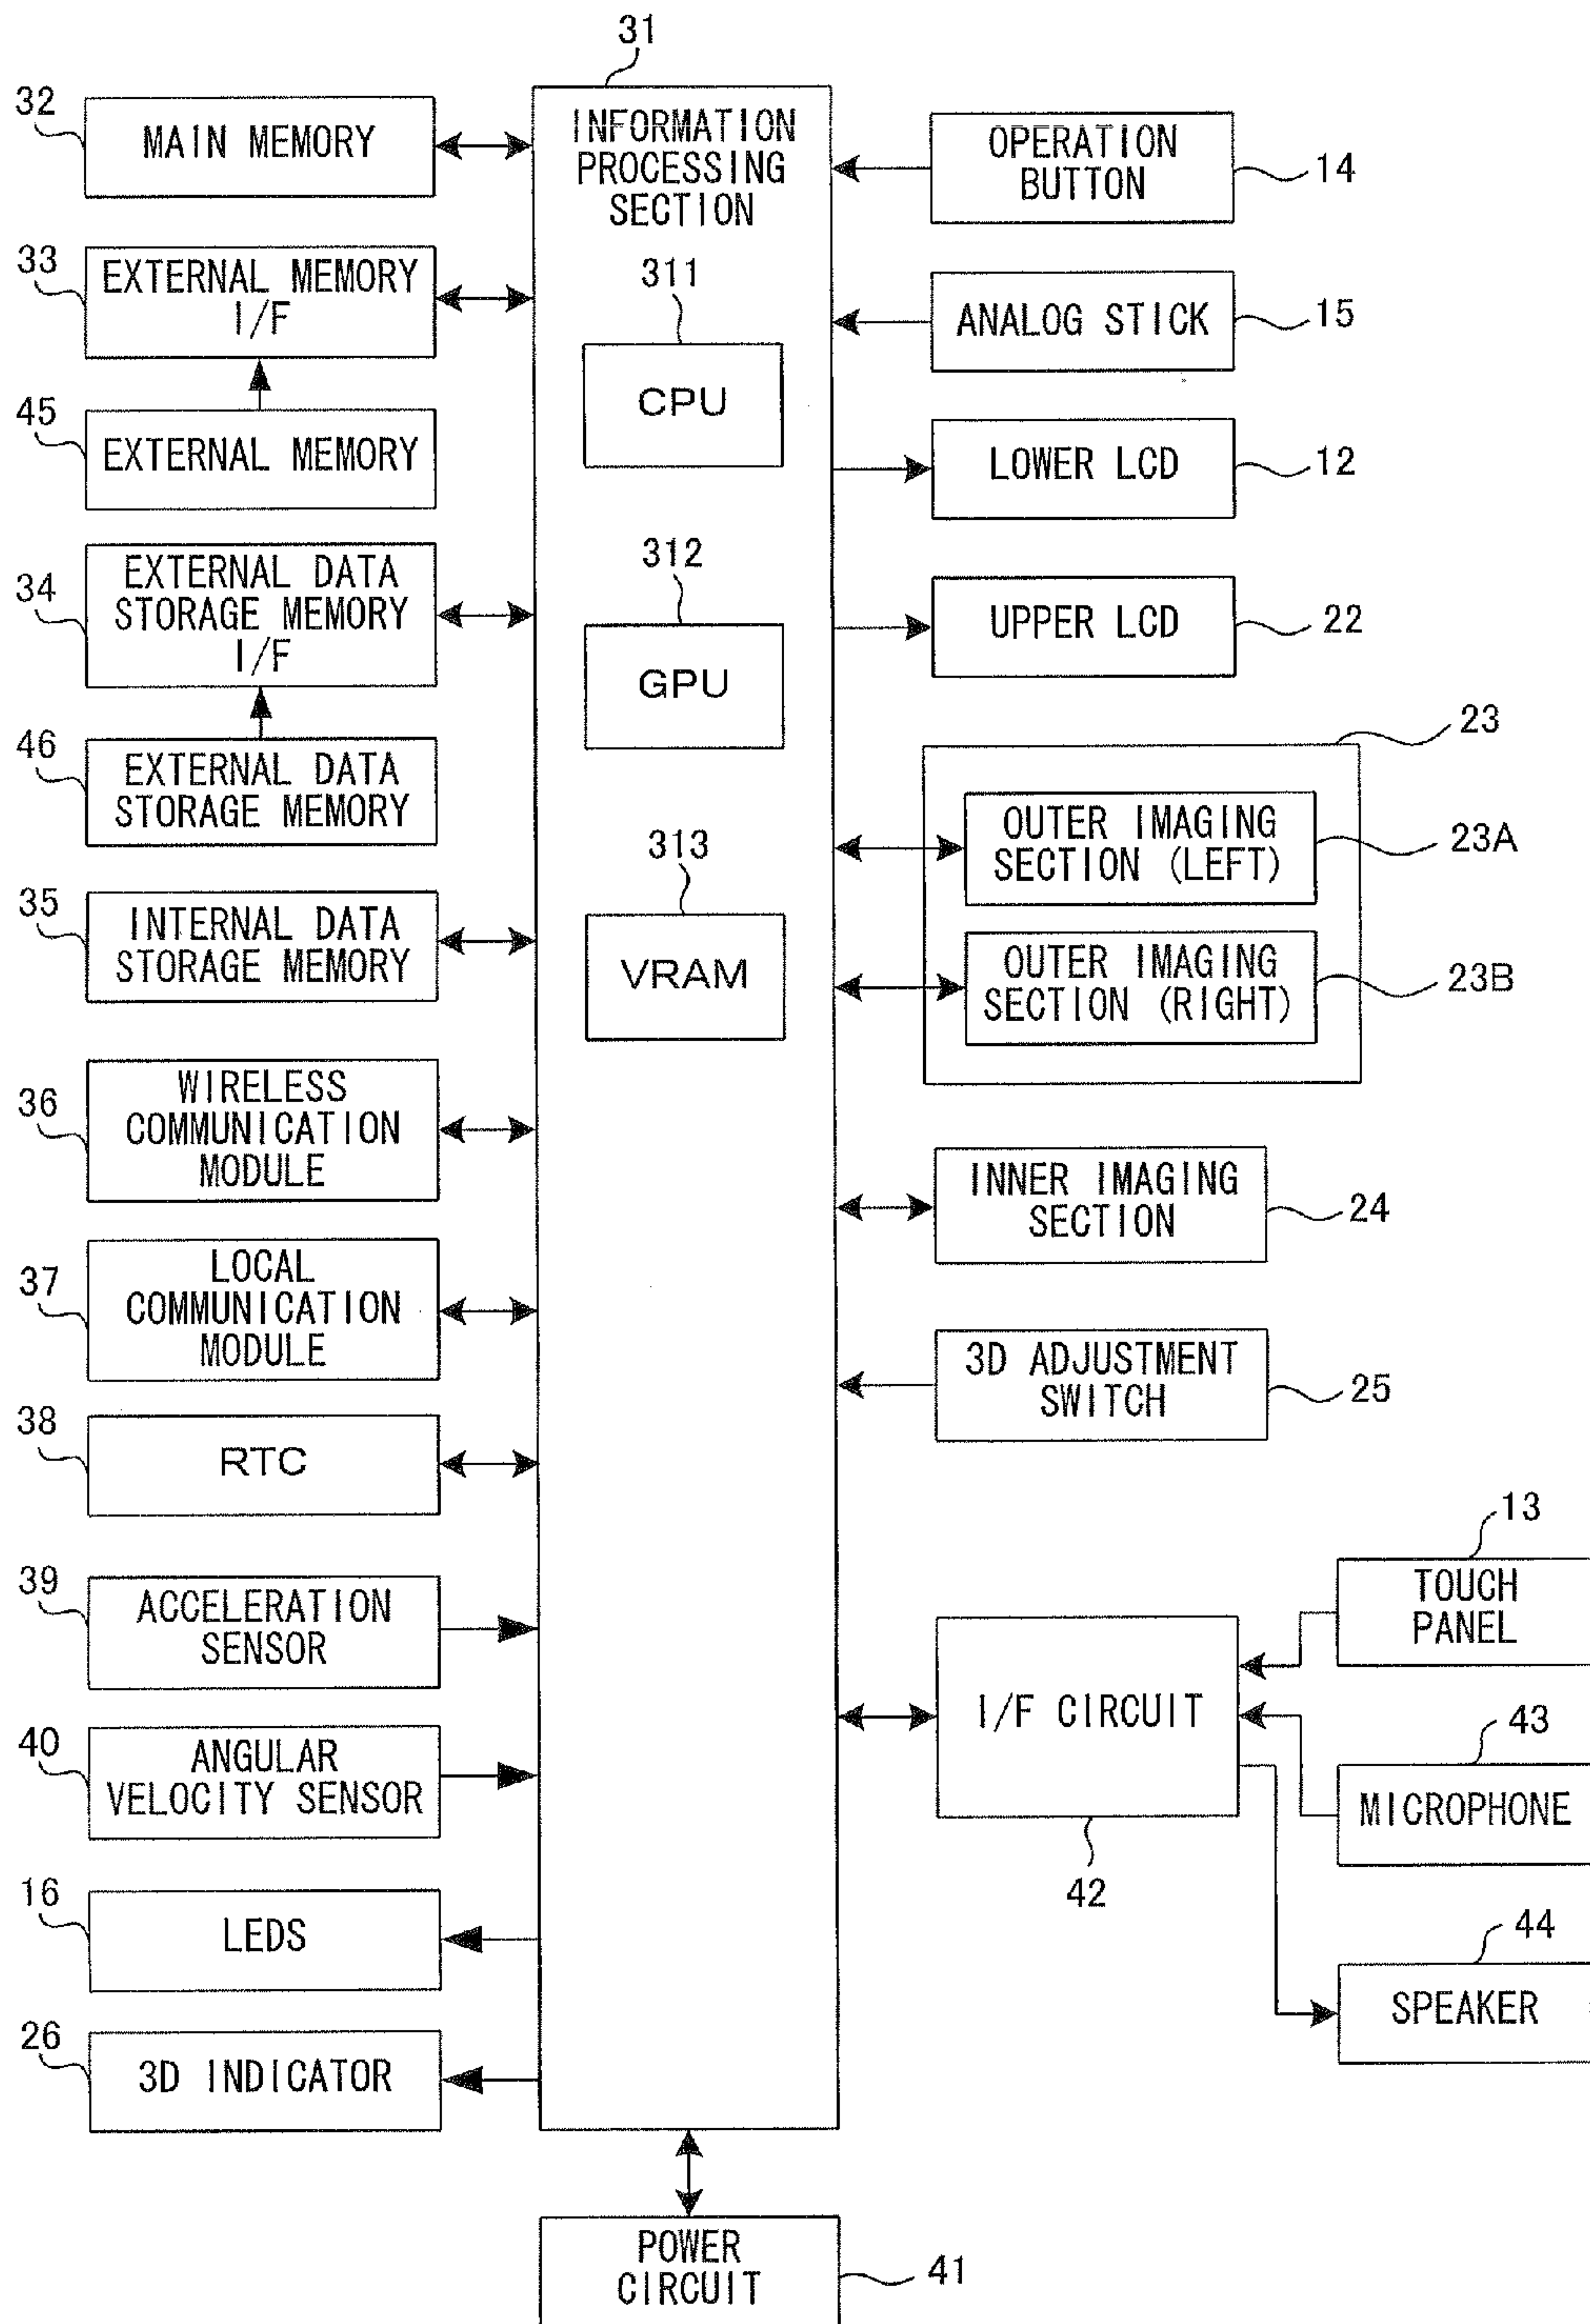 31
32
MAIN MEMORY
33
EXTERNAL MEMORY
I/F
45
EXTERNAL MEMORY
34
EXTERNAL DATA
STORAGE MEMORY
I/F
46
EXTERNAL DATA
STORAGE MEMORY
35
INTERNAL DATA
STORAGE MEMORY
36
WIRELESS
COMMUNICATION
MODULE
37
LOCAL
COMMUNICATION
MODULE
38
RTC
39
ACCELERATION
SENSOR
40
ANGULAR
VELOCITY SENSOR
16
LEDS
26
3D INDICATOR
INFORMATION
PROCESSING
SECTION
311
CPU
312
GPU
313
VRAM
OPERATION
BUTTON
14
ANALOG STICK
15
LOWER LCD
12
UPPER LCD
22
23
OUTER IMAGING
SECTION (LEFT)
23A
OUTER IMAGING
SECTION (RIGHT)
23B
INNER IMAGING
SECTION
24
3D ADJUSTMENT
SWITCH
25
13
TOUCH
PANEL
I/F CIRCUIT
42
43
MICROPHONE
44
SPEAKER
POWER
CIRCUIT
41